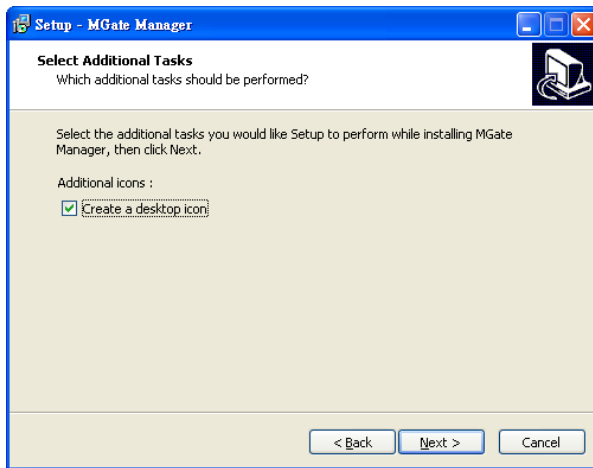 Setup - MGate Manager
Select Additional Tasks
Which additional tasks should be performed?
Select the additional tasks you would like Setup to perform while installing MGate
Manager, then click Next.
Additional icons :
Create a desktop icon
< Back
Next >
Cancel